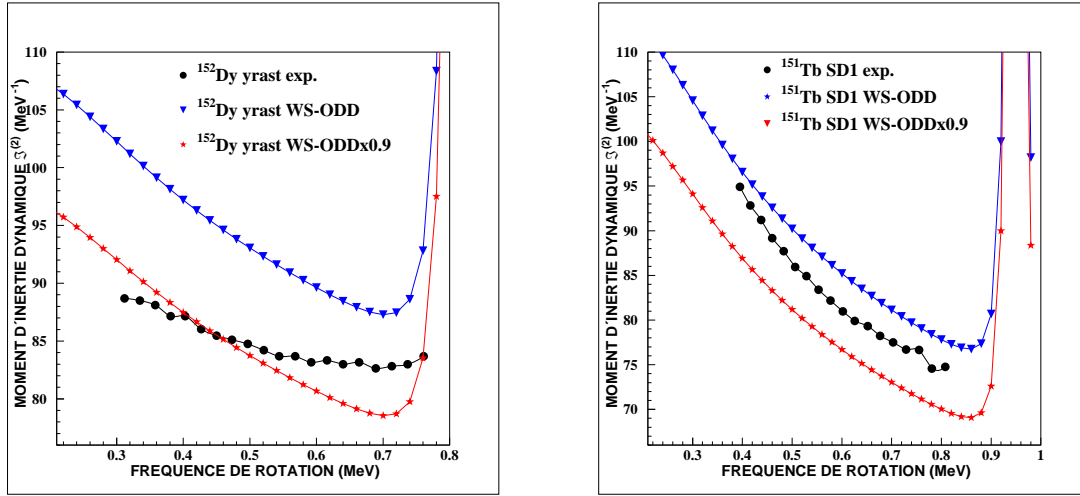 MOMENT D'INERTIE DYNAMIQUE ℑ⁽²⁾ (MeV⁻¹)
110
105
100
95
90
85
80
¹⁵²Dy yrast exp.
¹⁵²Dy yrast WS-ODD
¹⁵²Dy yrast WS-ODDx0.9
0.3 0.4 0.5 0.6 0.7 0.8
FREQUENCE DE ROTATION (MeV)
MOMENT D'INERTIE DYNAMIQUE ℑ⁽²⁾ (MeV⁻¹)
110
105
100
95
90
85
80
75
70
¹⁵¹Tb SD1 exp.
¹⁵¹Tb SD1 WS-ODD
¹⁵¹Tb SD1 WS-ODDx0.9
0.3 0.4 0.5 0.6 0.7 0.8 0.9 1
FREQUENCE DE ROTATION (MeV)